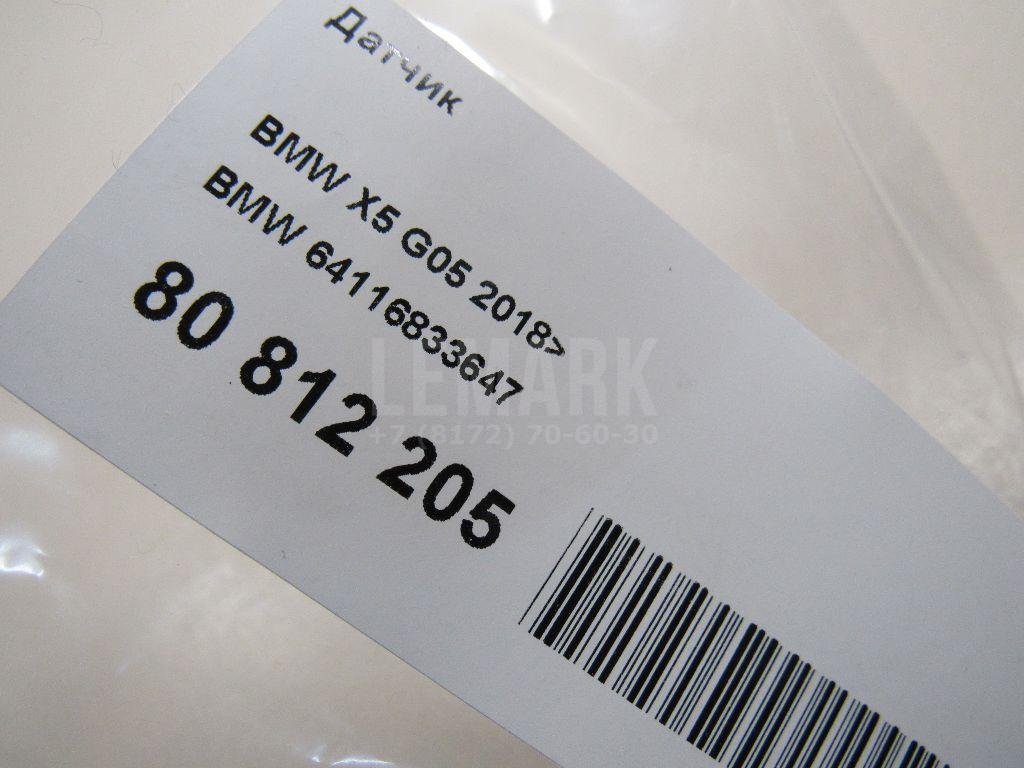 Датчик
BMW X5 G05 2018>
BMW 64116833647
80 812 205
LEMARK
+7 (8172) 70-60-30